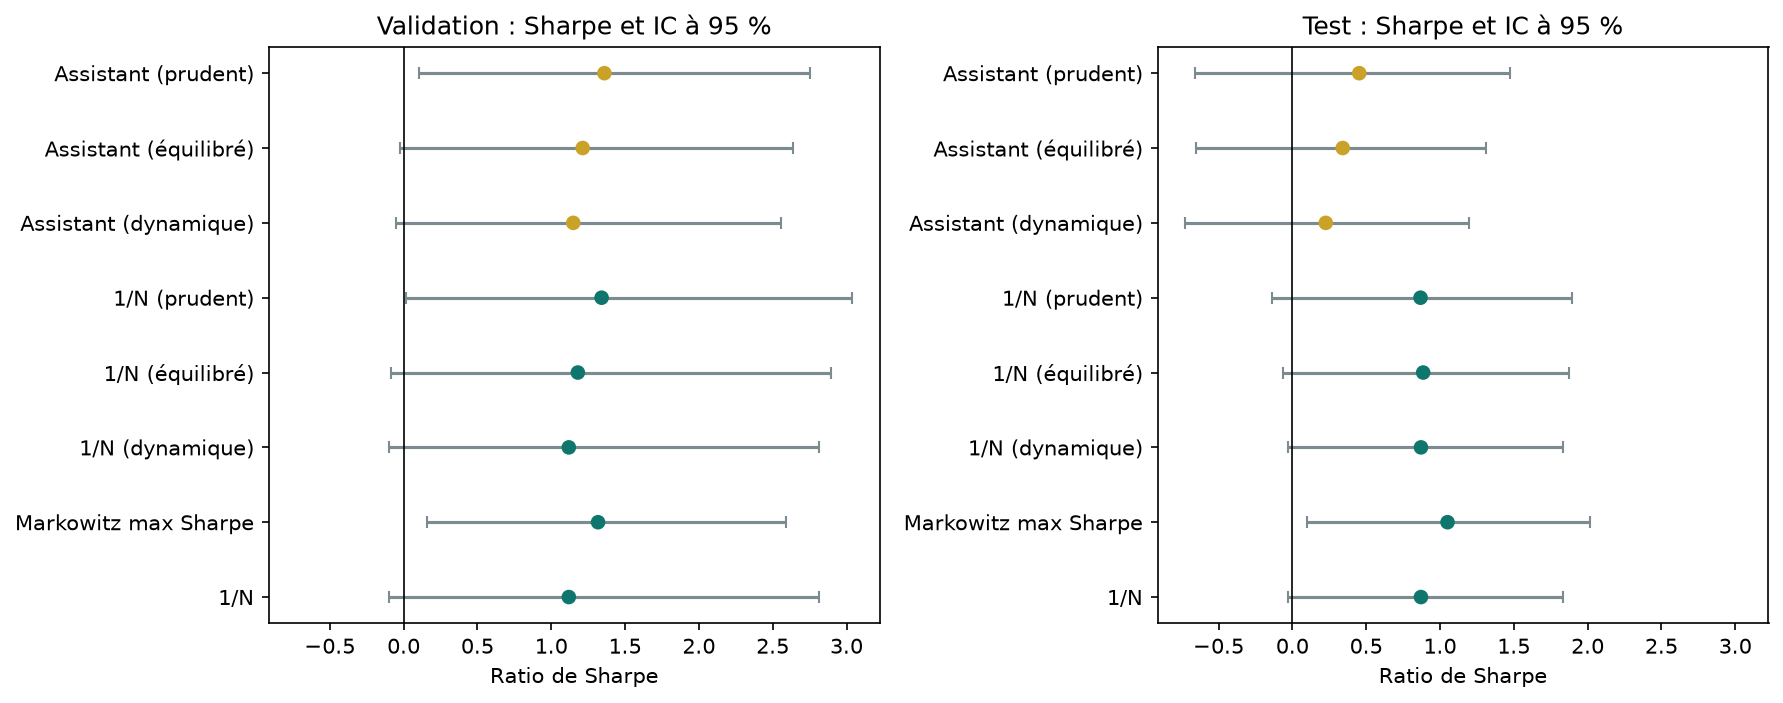 Validation : Sharpe et IC à 95 %
Assistant (prudent)
Assistant (équilibré)
Assistant (dynamique)
1/N (prudent)
1/N (équilibré)
1/N (dynamique)
Markowitz max Sharpe
1/N
−0.5 0.0 0.5 1.0 1.5 2.0 2.5 3.0
Ratio de Sharpe
Test : Sharpe et IC à 95 %
Assistant (prudent)
Assistant (équilibré)
Assistant (dynamique)
1/N (prudent)
1/N (équilibré)
1/N (dynamique)
Markowitz max Sharpe
1/N
−0.5 0.0 0.5 1.0 1.5 2.0 2.5 3.0
Ratio de Sharpe